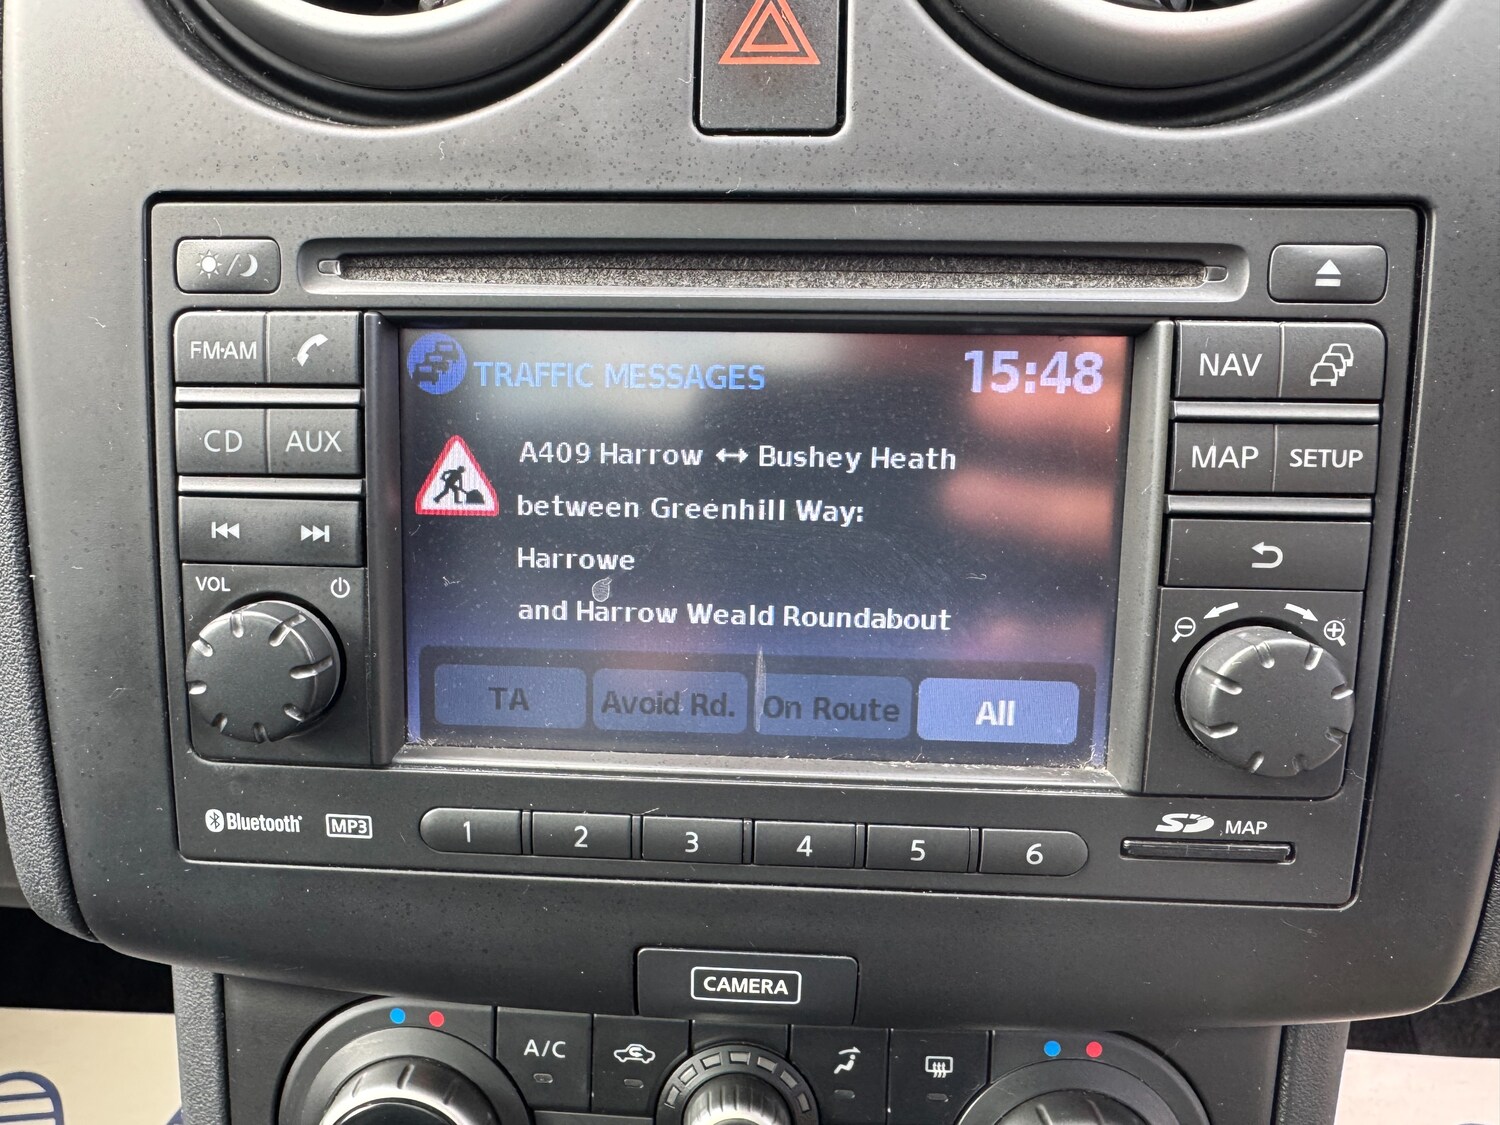 FM·AM
CD
AUX
VOL
TRAFFIC MESSAGES
15:48
A409 Harrow ↔ Bushey Heath
between Greenhill Way:
Harrowe
and Harrow Weald Roundabout
TA
Avoid Rd.
On Route
All
NAV
MAP
SETUP
Bluetooth
MP3
1
2
3
4
5
6
SD MAP
CAMERA
A/C